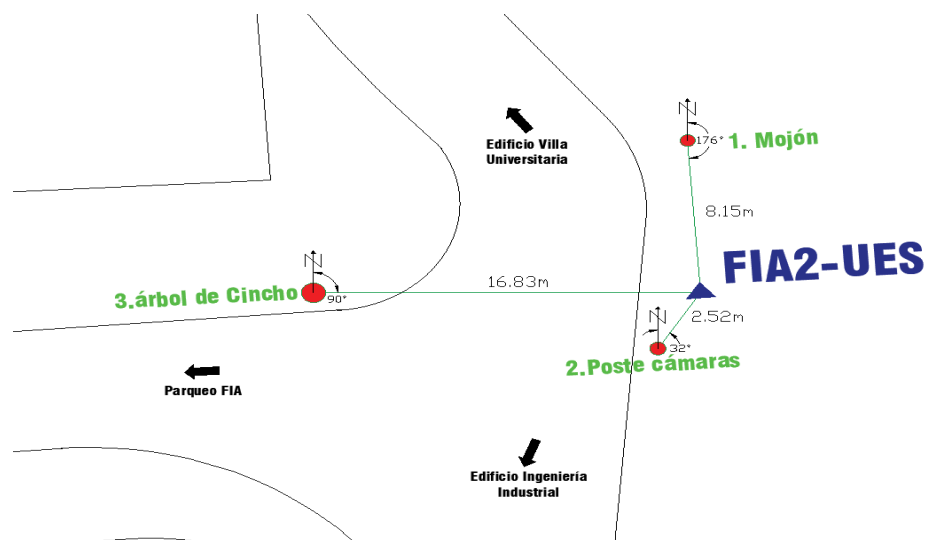 N
Edificio Villa
Universitaria
176°
1. Mojón
8.15m
FIA2-UES
N
16.83m
3.árbol de Cincho
90°
N
2.52m
32°
2.Poste cámaras
Parqueo FIA
Edificio Ingeniería
Industrial